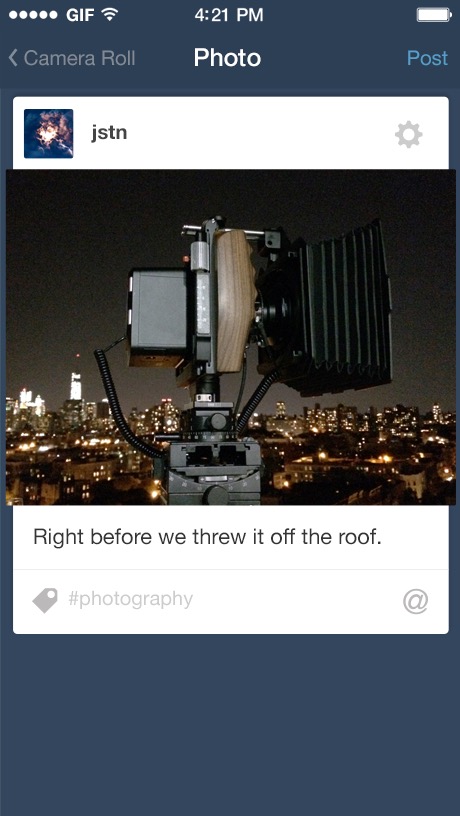 GIF 4:21 PM
Camera Roll Photo Post
jstn
Right before we threw it off the roof.
#photography @